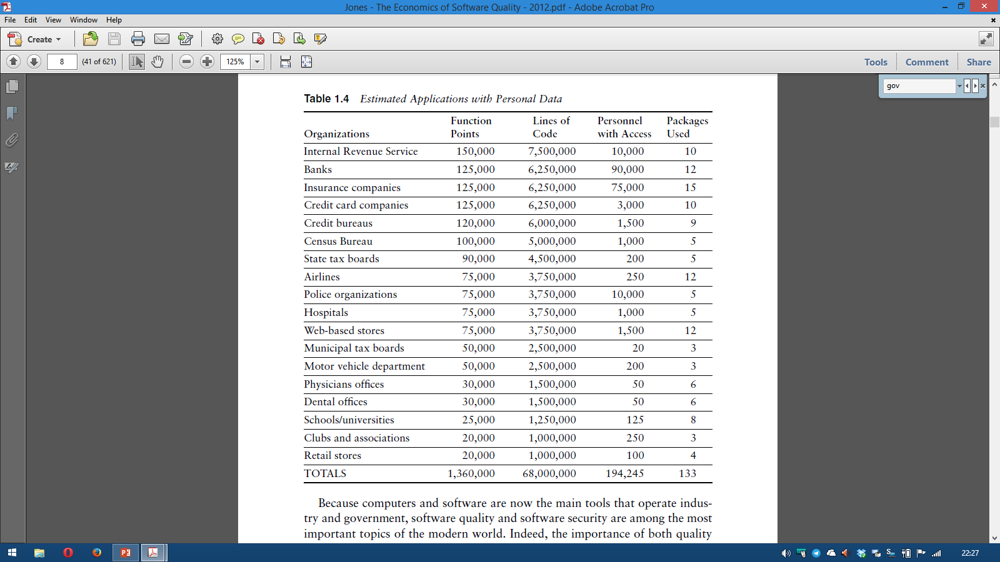 Jones - The Economics of Software Quality - 2012.pdf - Adobe Acrobat Pro
File Edit View Window Help
Create
8 (41 of 621) 125% Tools Comment Share
gov
Table 1.4 Estimated Applications with Personal Data
Function Lines of Personnel Packages
Organizations Points Code with Access Used
Internal Revenue Service 150,000 7,500,000 10,000 10
Banks 125,000 6,250,000 90,000 12
Insurance companies 125,000 6,250,000 75,000 15
Credit card companies 125,000 6,250,000 3,000 10
Credit bureaus 120,000 6,000,000 1,500 9
Census Bureau 100,000 5,000,000 1,000 5
State tax boards 90,000 4,500,000 200 5
Airlines 75,000 3,750,000 250 12
Police organizations 75,000 3,750,000 10,000 5
Hospitals 75,000 3,750,000 1,000 5
Web-based stores 75,000 3,750,000 1,500 12
Municipal tax boards 50,000 2,500,000 20 3
Motor vehicle department 50,000 2,500,000 200 3
Physicians offices 30,000 1,500,000 50 6
Dental offices 30,000 1,500,000 50 6
Schools/universities 25,000 1,250,000 125 8
Clubs and associations 20,000 1,000,000 250 3
Retail stores 20,000 1,000,000 100 4
TOTALS 1,360,000 68,000,000 194,245 133
Because computers and software are now the main tools that operate indus-
try and government, software quality and software security are among the most
important topics of the modern world. Indeed, the importance of both quality
22:27